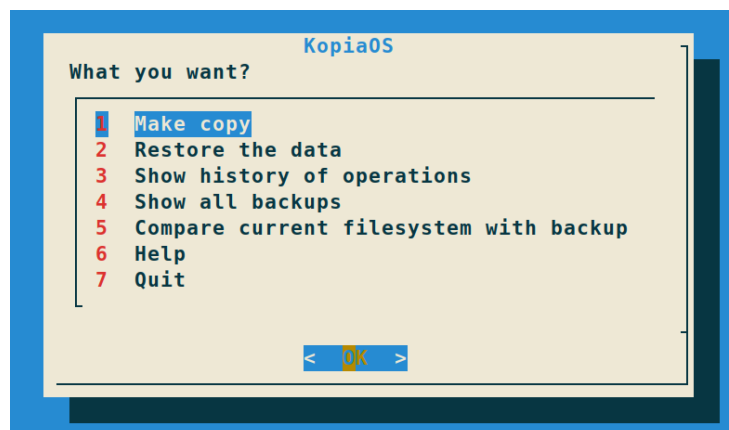 KopiaOS
What you want?
1 Make copy
2 Restore the data
3 Show history of operations
4 Show all backups
5 Compare current filesystem with backup
6 Help
7 Quit
< OK >